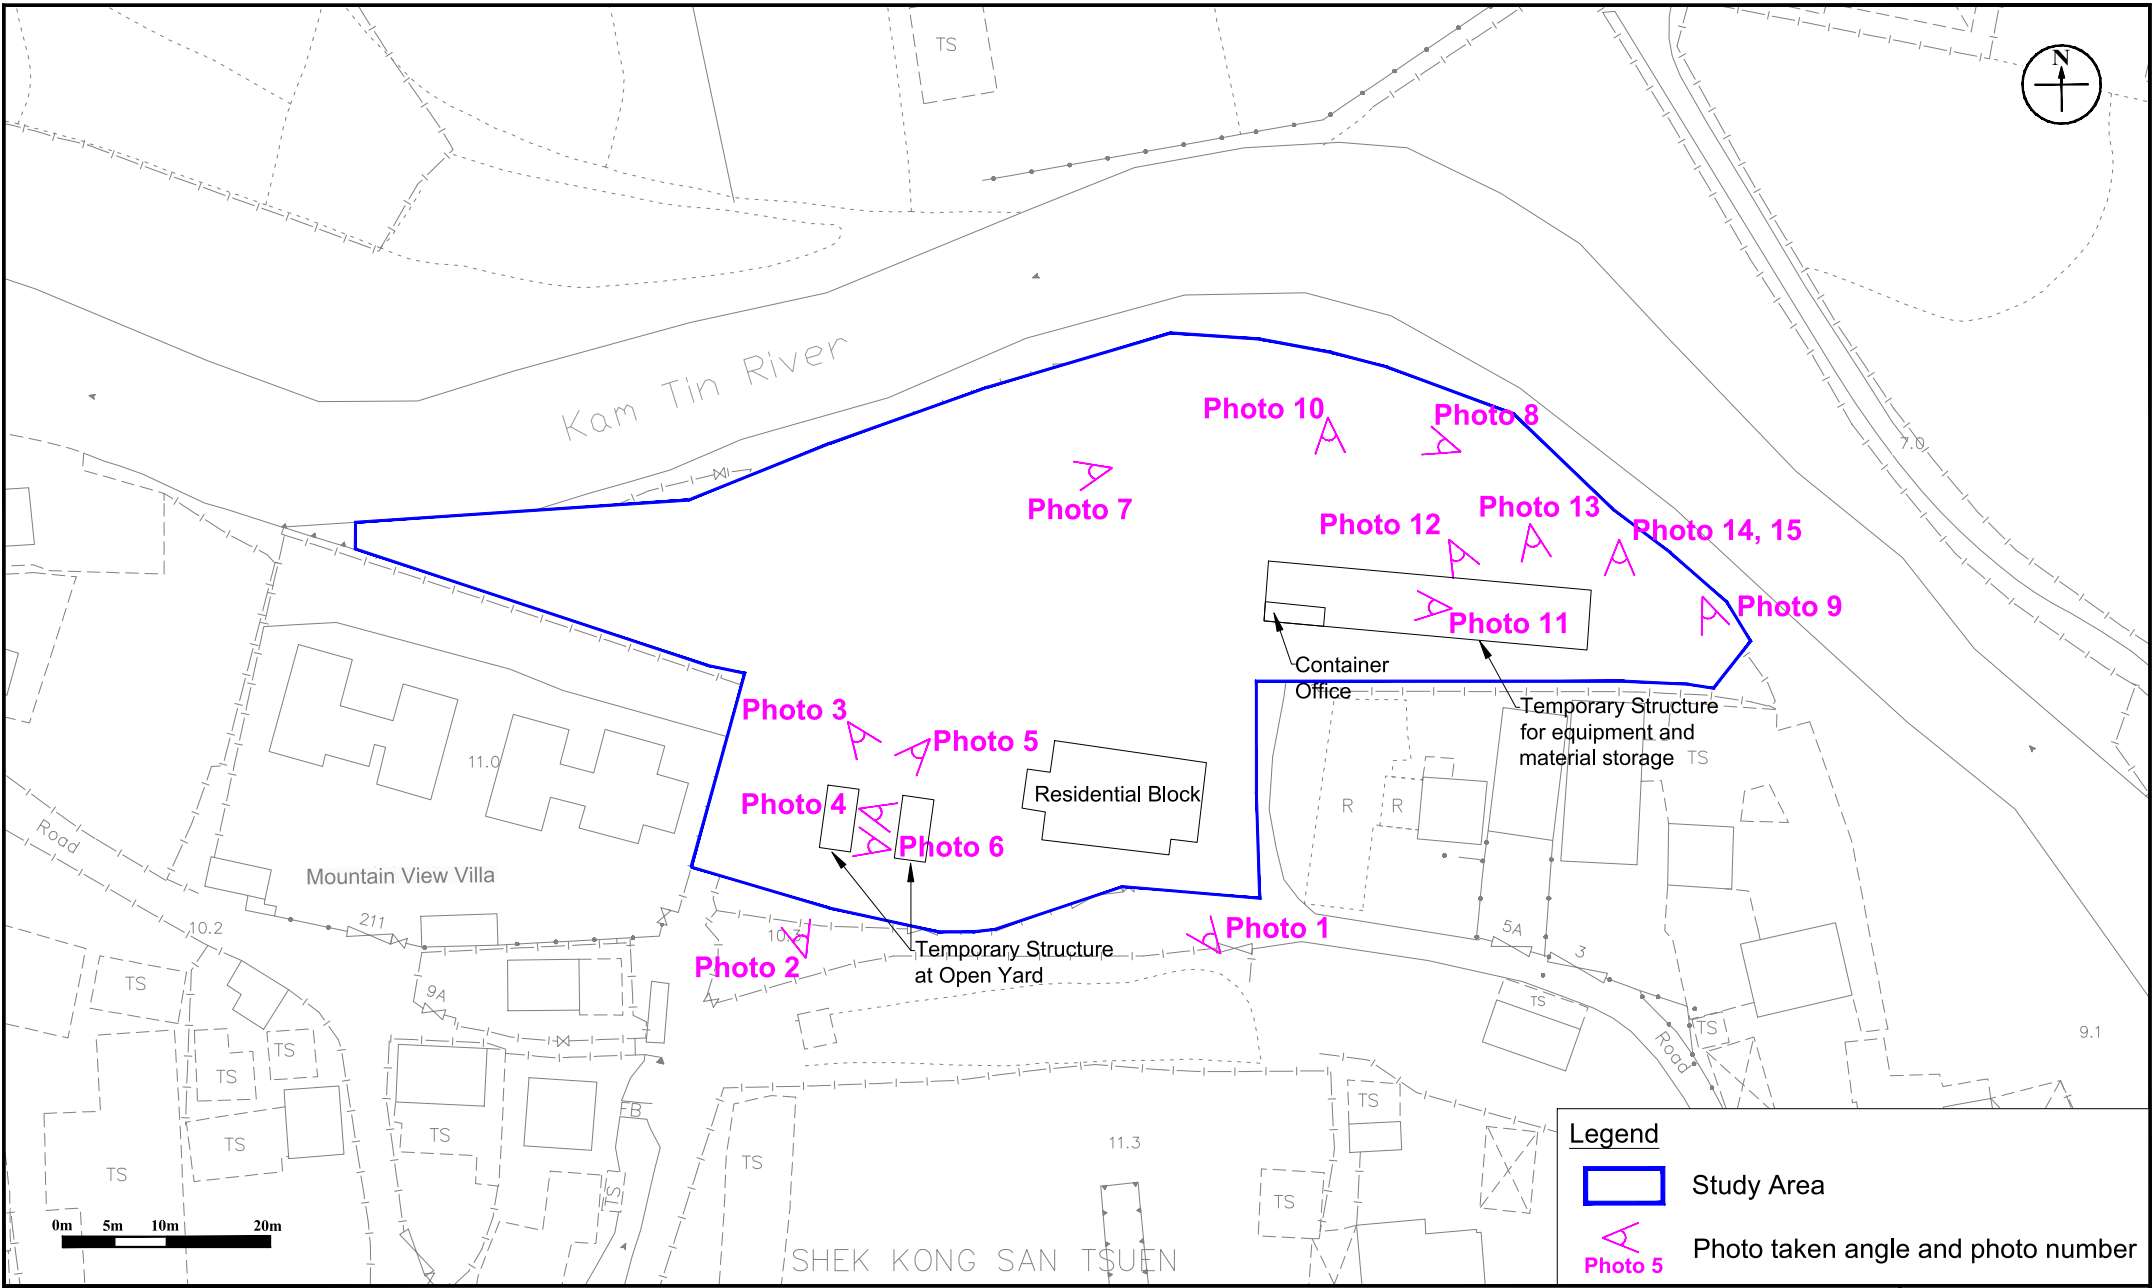 TS
N
Kam Tin River
Photo 10
Photo 8
7.0
Photo 7
Photo 13
Photo 12
Photo 14, 15
Photo 9
Photo 11
Container
Office
Temporary Structure
for equipment and
material storage
TS
Photo 3
Photo 5
11.0
Residential Block
Photo 4
Photo 6
R
R
Road
Mountain View Villa
211
10.2
Photo 1
5A
3
Photo 2
Temporary Structure
at Open Yard
TS
9A
TS
TS
Road
9.1
TS
TS
FB
TS
TS
TS
TS
TS
TS
11.3
TS
TS
SHEK KONG SAN TSUEN
0m 5m 10m 20m
Legend
Study Area
Photo 5
Photo taken angle and photo number